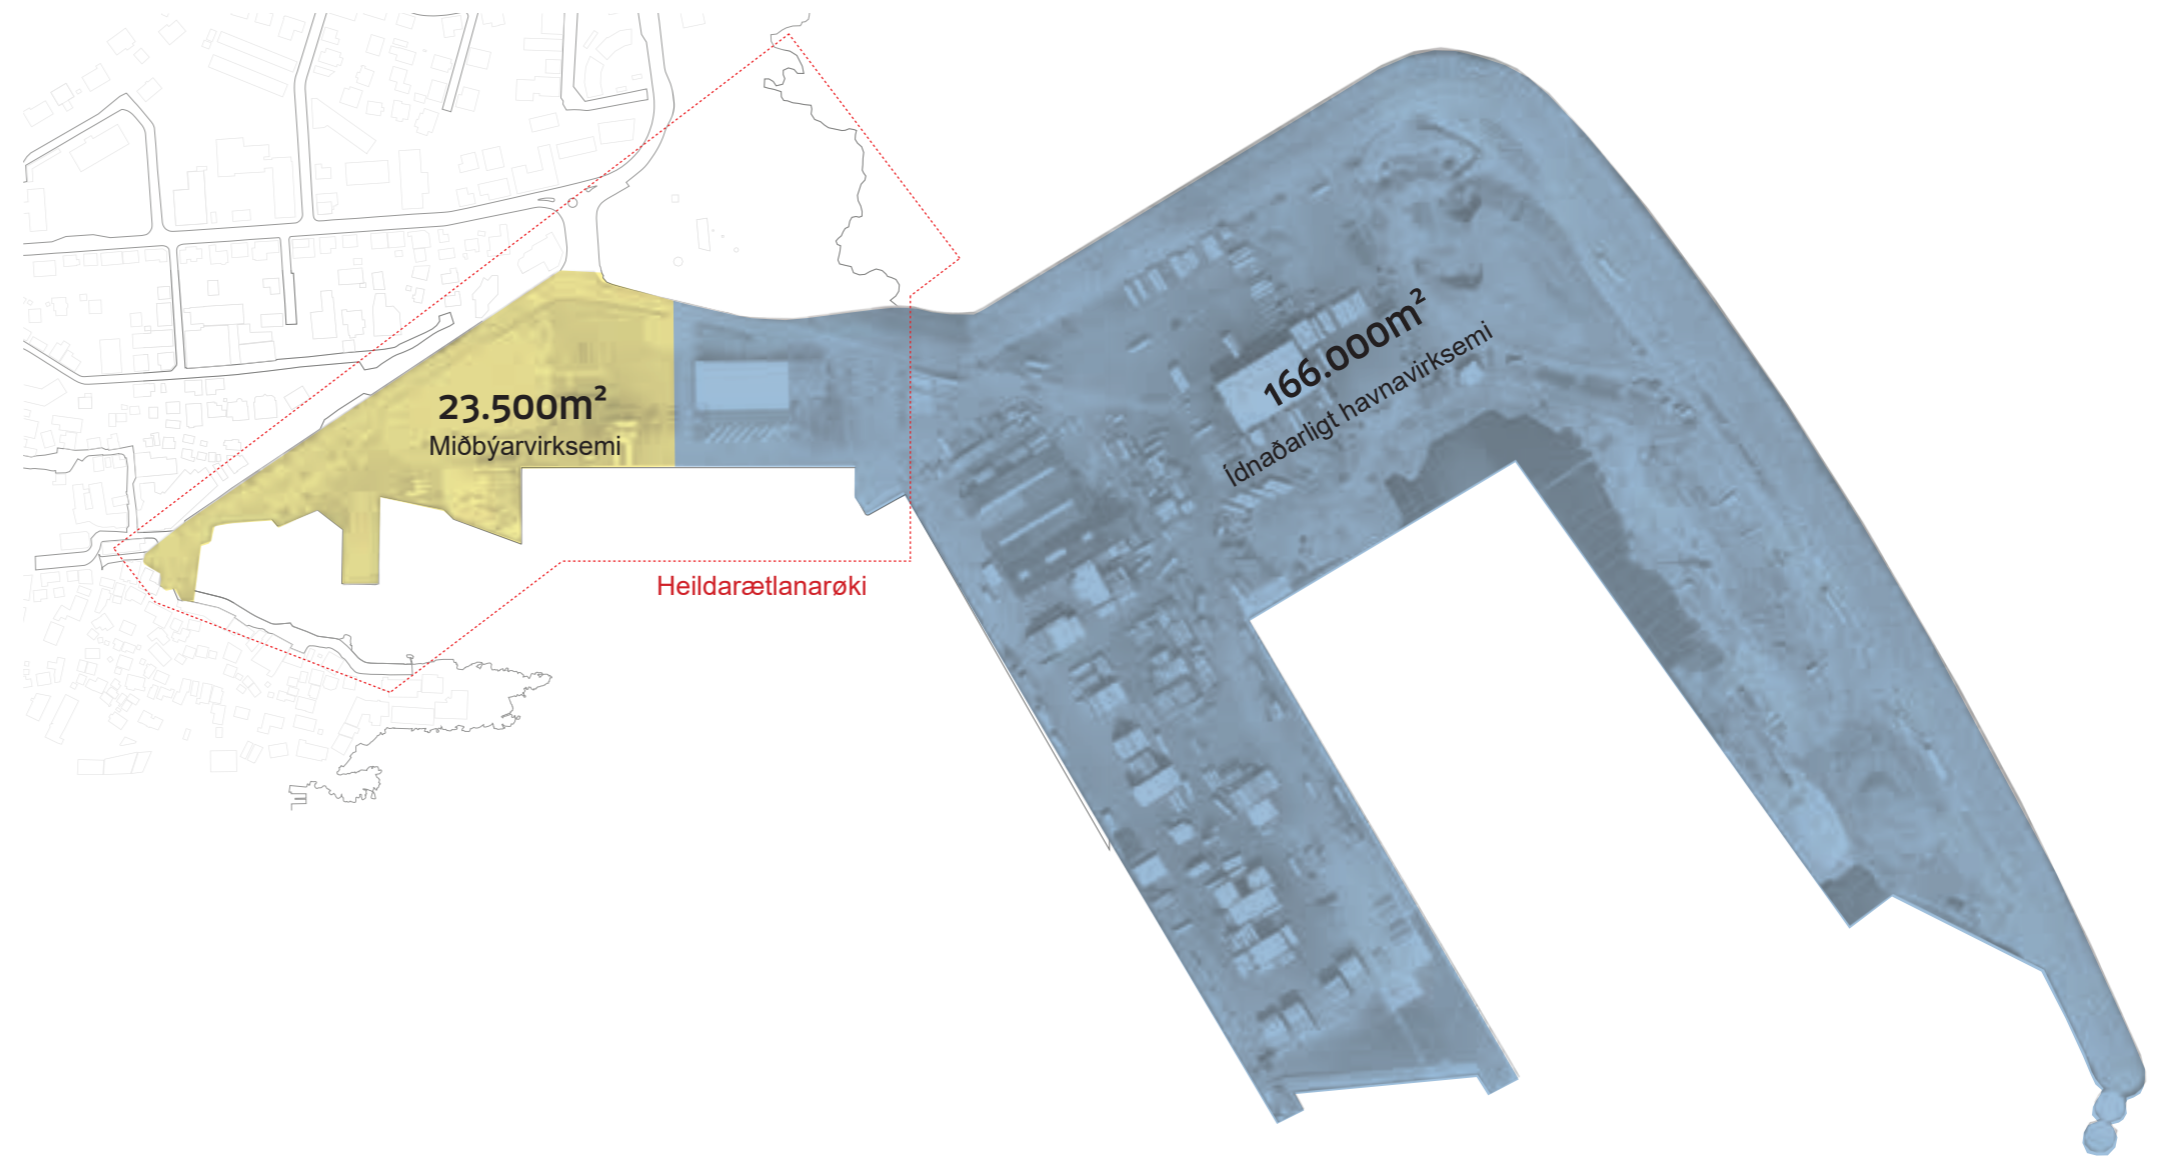 23.500m²
Miðbýarvirksemi
166.000m²
Ídnaðarligt havnavirksemi
Heildarætlanarøki